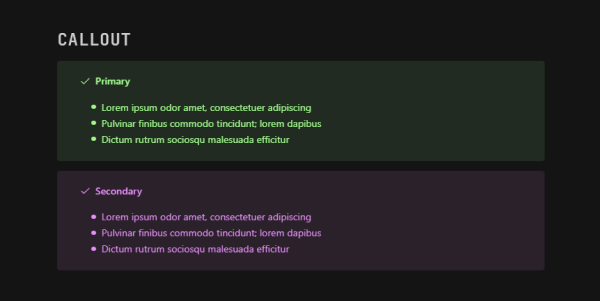 CALLOUT
Primary
Lorem ipsum odor amet, consectetuer adipiscing
Pulvinar finibus commodo tincidunt; lorem dapibus
Dictum rutrum sociosqu malesuada efficitur
Secondary
Lorem ipsum odor amet, consectetuer adipiscing
Pulvinar finibus commodo tincidunt; lorem dapibus
Dictum rutrum sociosqu malesuada efficitur